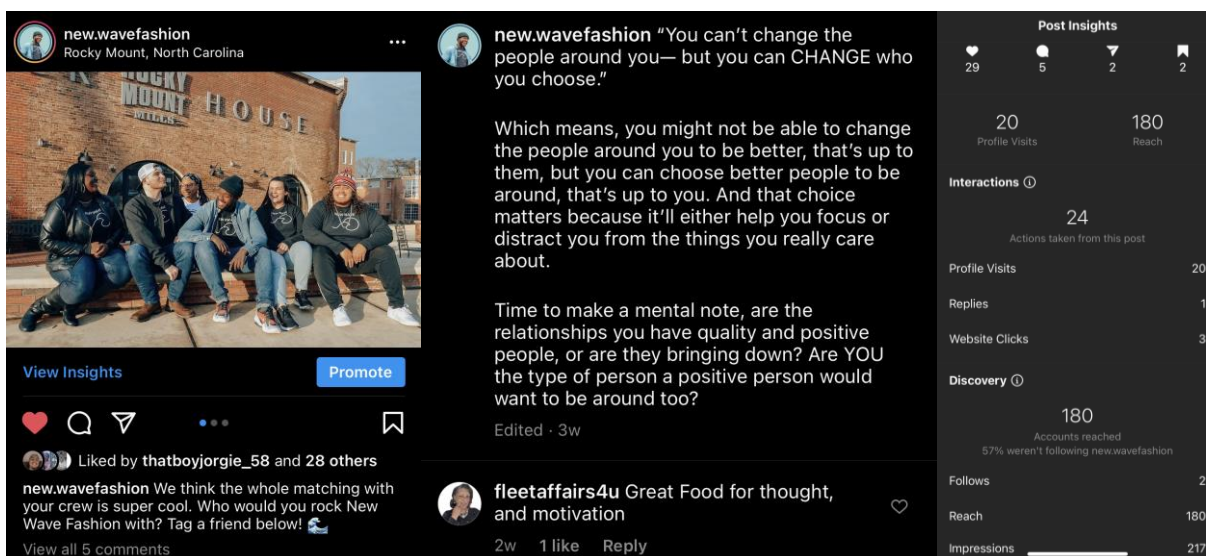 new.wavefashion
Rocky Mount, North Carolina
ROCKY
MOUNT
MILLS
HOUSE
View Insights
Promote
Liked by thatboyjorgie_58 and 28 others
new.wavefashion We think the whole matching with
your crew is super cool. Who would you rock New
Wave Fashion with? Tag a friend below! 🌊
View all 5 comments
new.wavefashion “You can’t change the
people around you— but you can CHANGE who
you choose.”
Which means, you might not be able to change
the people around you to be better, that’s up to
them, but you can choose better people to be
around, that’s up to you. And that choice
matters because it’ll either help you focus or
distract you from the things you really care
about.
Time to make a mental note, are the
relationships you have quality and positive
people, or are they bringing down? Are YOU
the type of person a positive person would
want to be around too?
Edited · 3w
fleetaffairs4u Great Food for thought,
and motivation
2w 1 like Reply
Post Insights
29 5 2 2
20 180
Profile Visits Reach
Interactions
24
Actions taken from this post
Profile Visits 20
Replies 1
Website Clicks 3
Discovery
180
Accounts reached
57% weren’t following new.wavefashion
Follows 2
Reach 180
Impressions 217